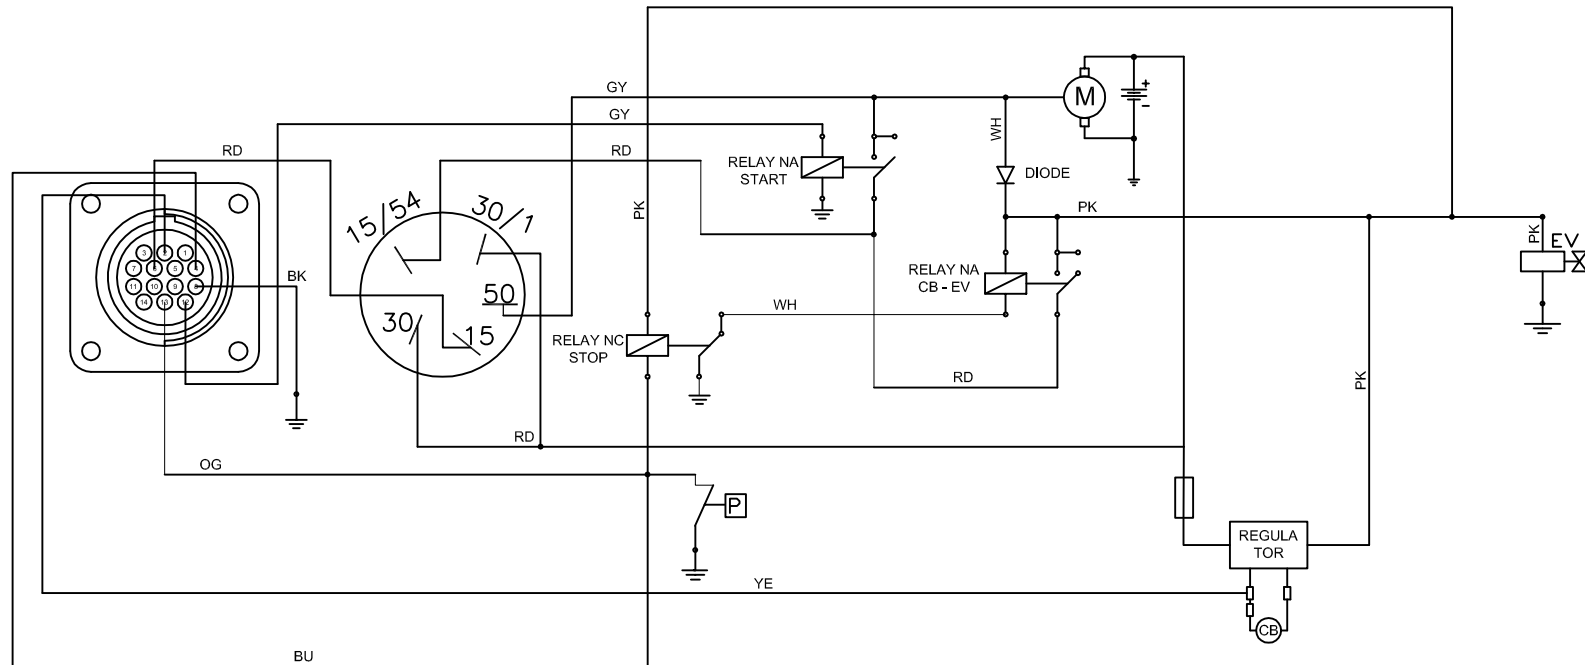 GY
M
+
-
GY
RD
RD
WH
RELAY NA
START
DIODE
15/54
30/1
PK
PK
PK
EV
3
2
1
7
6
5
4
11
10
9
8
14
13
12
BK
RELAY NA
CB - EV
50
WH
30
15
RELAY NC
STOP
RD
PK
RD
OG
P
REGULA
TOR
YE
CB
BU